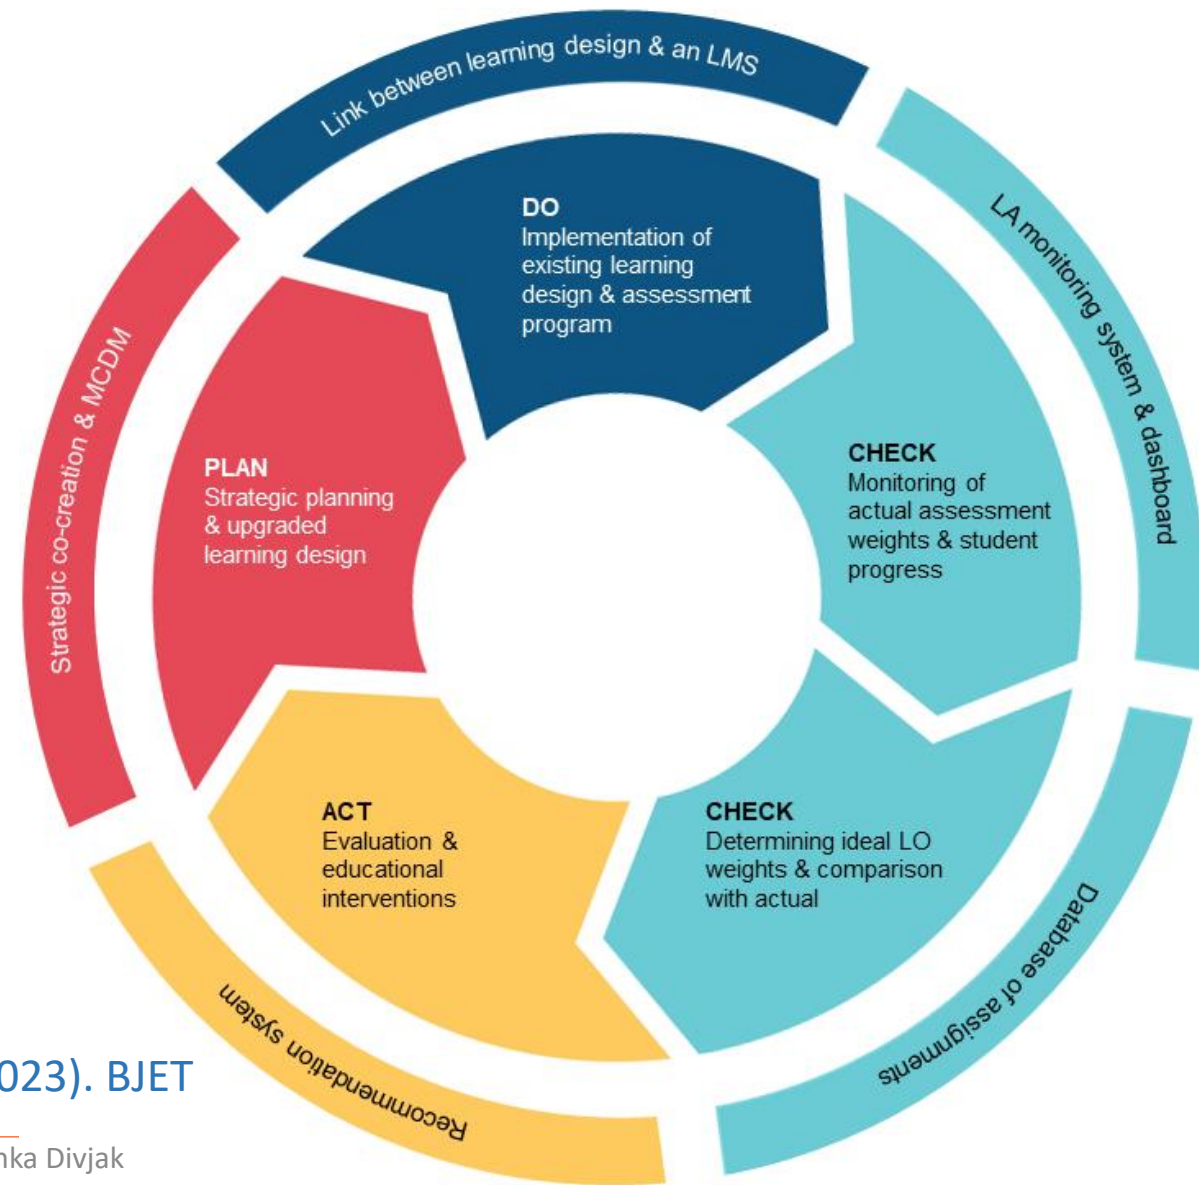 Link between learning design & an LMS
LA monitoring system & dashboard
Strategic co-creation & MCDM
DO
Implementation of
existing learning
design & assessment
program
CHECK
Monitoring of
actual assessment
weights & student
progress
PLAN
Strategic planning
& upgraded
learning design
CHECK
Determining ideal LO
weights & comparison
with actual
ACT
Evaluation &
educational
interventions
Database of assignments
Recommendation system
023). BJET
nka Divjak